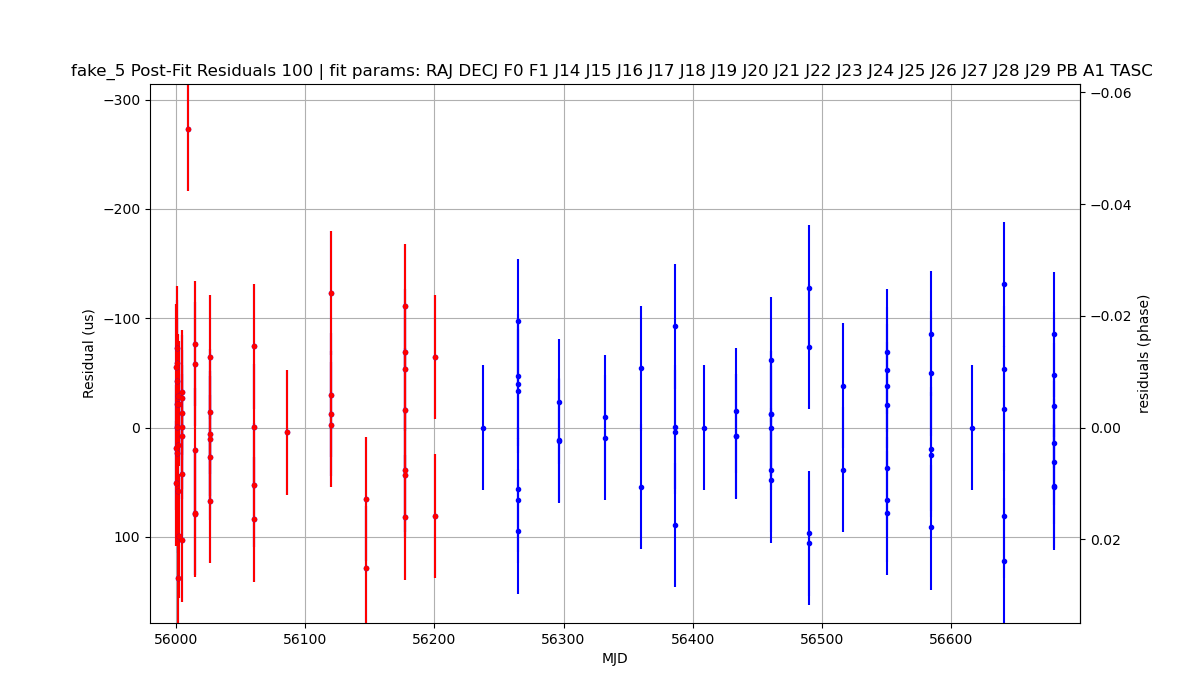 fake_5 Post-Fit Residuals 100 | fit params: RAJ DECJ F0 F1 J14 J15 J16 J17 J18 J19 J20 J21 J22 J23 J24 J25 J26 J27 J28 J29 PB A1 TASC
−300
−200
−100
0
100
Residual (us)
−0.06
−0.04
−0.02
0.00
0.02
residuals (phase)
56000 56100 56200 56300 56400 56500 56600
MJD